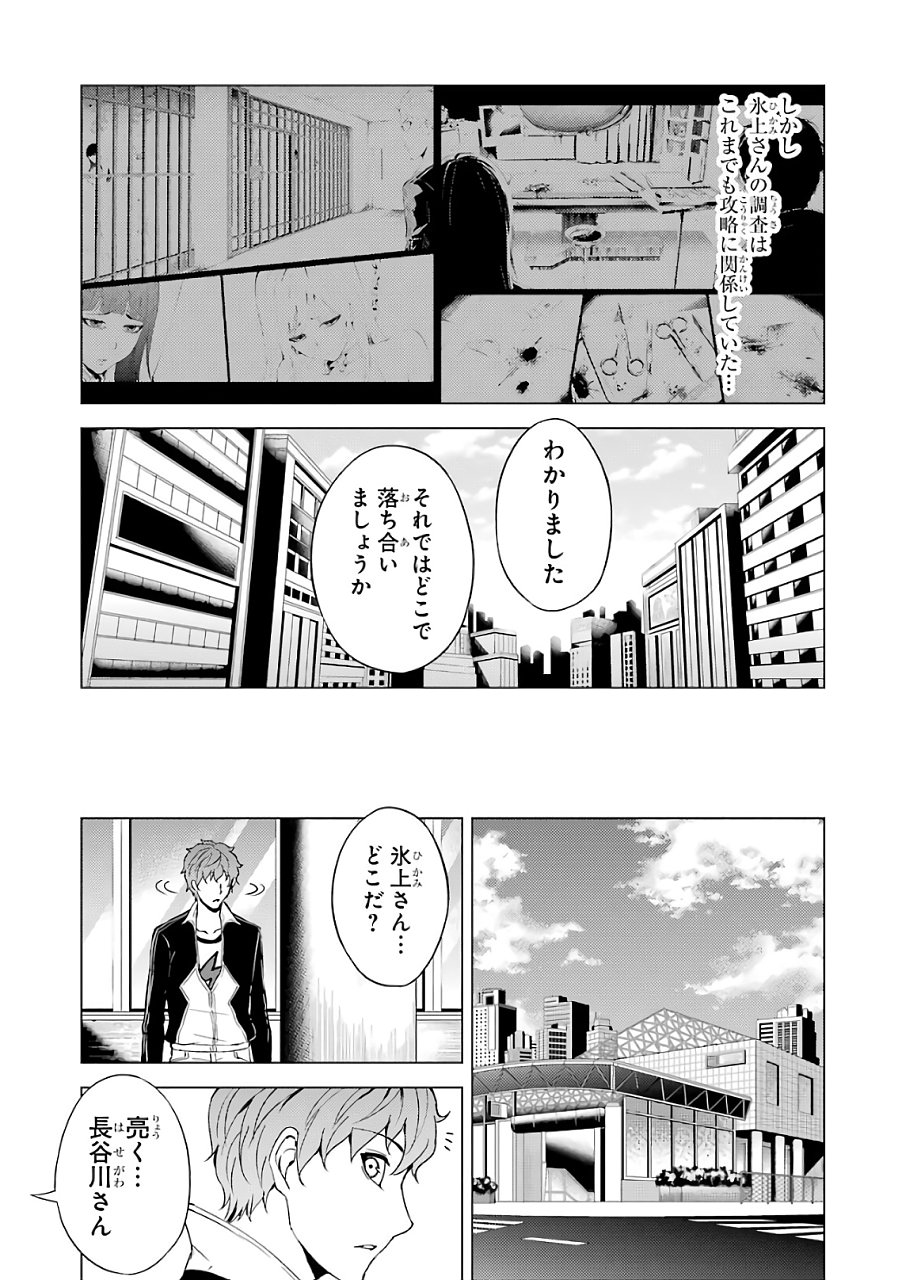 しかし
氷上さんの調査は
これまでも攻略に関係していた…
わかりました
それではどこで
落ち合い
ましょうか
氷上さん…
どこだ?
亮く…
長谷川さん